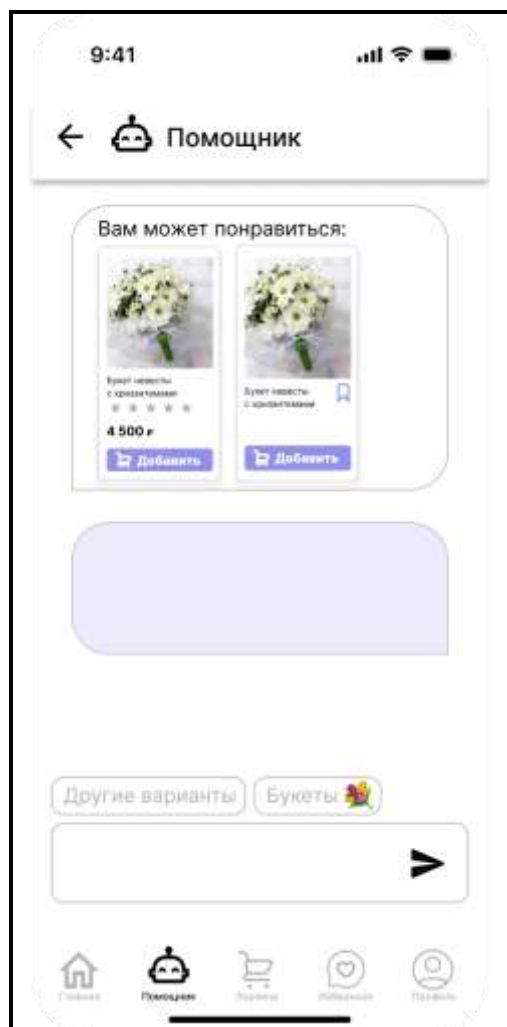 9:41
Помощник
Вам может понравиться:
Букет невесты
с хризантемами
4 500 ₽
Добавить
Букет невесты
с хризантемами
Добавить
Другие варианты
Букеты
Главная
Помощник
Корзина
Избранное
Профиль